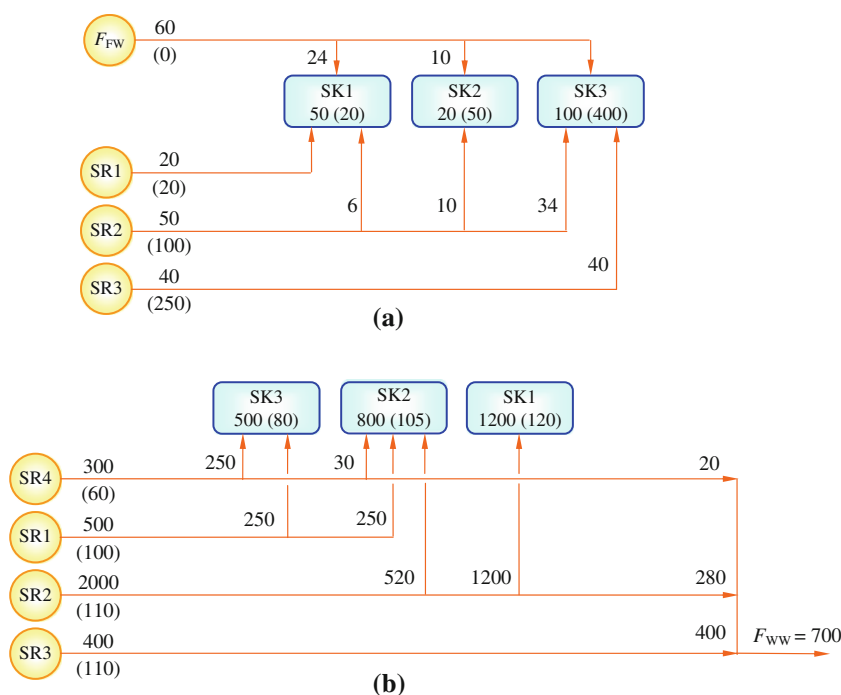 F_FW
60
(0)
24
10
SK1
50 (20)
SK2
20 (50)
SK3
100 (400)
SR1
20
(20)
SR2
50
(100)
6
10
34
SR3
40
(250)
40
(a)
SK3
500 (80)
SK2
800 (105)
SK1
1200 (120)
SR4
300
(60)
250
30
20
SR1
500
(100)
250
250
SR2
2000
(110)
520
1200
280
SR3
400
(110)
400
F_WW = 700
(b)